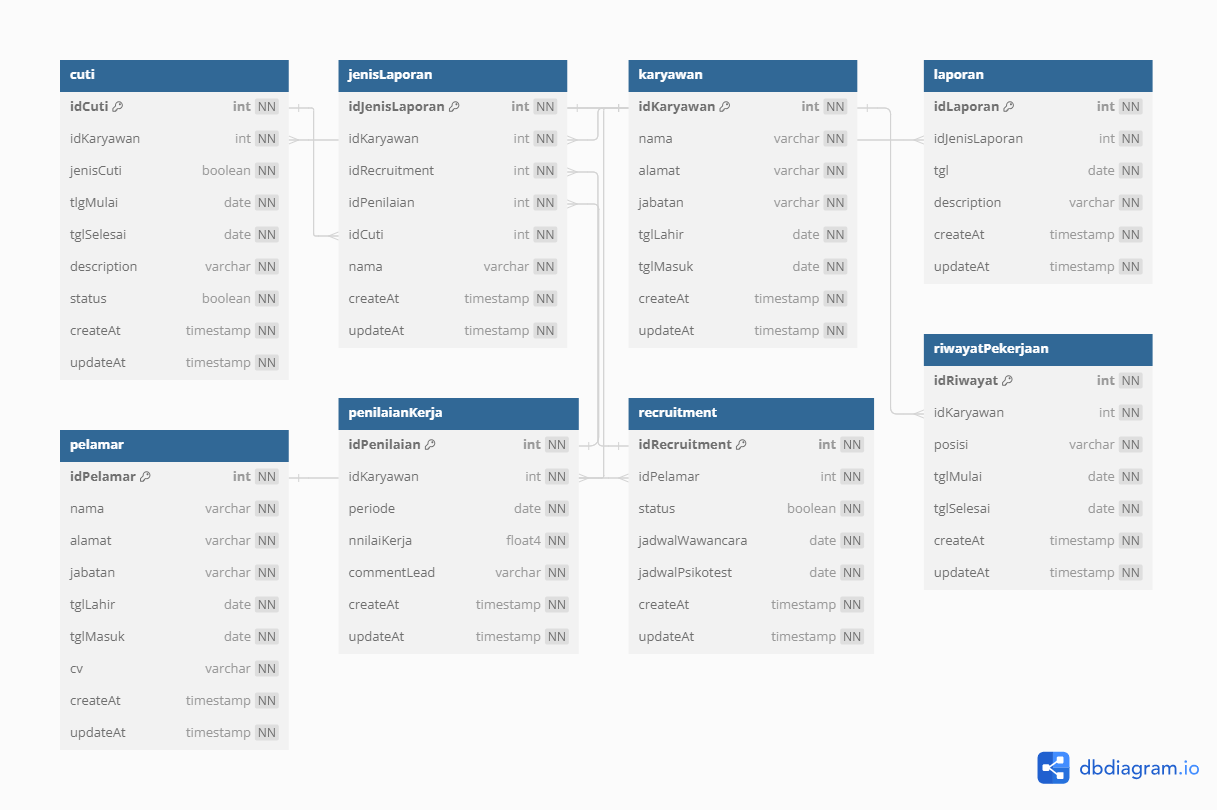 cuti
idCuti int NN
idKaryawan int NN
jenisCuti boolean NN
tlgMulai date NN
tglSelesai date NN
description varchar NN
status boolean NN
createAt timestamp NN
updateAt timestamp NN
jenisLaporan
idJenisLaporan int NN
idKaryawan int NN
idRecruitment int NN
idPenilaian int NN
idCuti int NN
nama varchar NN
createAt timestamp NN
updateAt timestamp NN
karyawan
idKaryawan int NN
nama varchar NN
alamat varchar NN
jabatan varchar NN
tglLahir date NN
tglMasuk date NN
createAt timestamp NN
updateAt timestamp NN
laporan
idLaporan int NN
idJenisLaporan int NN
tgl date NN
description varchar NN
createAt timestamp NN
updateAt timestamp NN
pelamar
idPelamar int NN
nama varchar NN
alamat varchar NN
jabatan varchar NN
tglLahir date NN
tglMasuk date NN
cv varchar NN
createAt timestamp NN
updateAt timestamp NN
penilaianKerja
idPenilaian int NN
idKaryawan int NN
periode date NN
nnilaiKerja float4 NN
commentLead varchar NN
createAt timestamp NN
updateAt timestamp NN
recruitment
idRecruitment int NN
idPelamar int NN
status boolean NN
jadwalWawancara date NN
jadwalPsikotest date NN
createAt timestamp NN
updateAt timestamp NN
riwayatPekerjaan
idRiwayat int NN
idKaryawan int NN
posisi varchar NN
tglMulai date NN
tglSelesai date NN
createAt timestamp NN
updateAt timestamp NN
dbdiagram.io